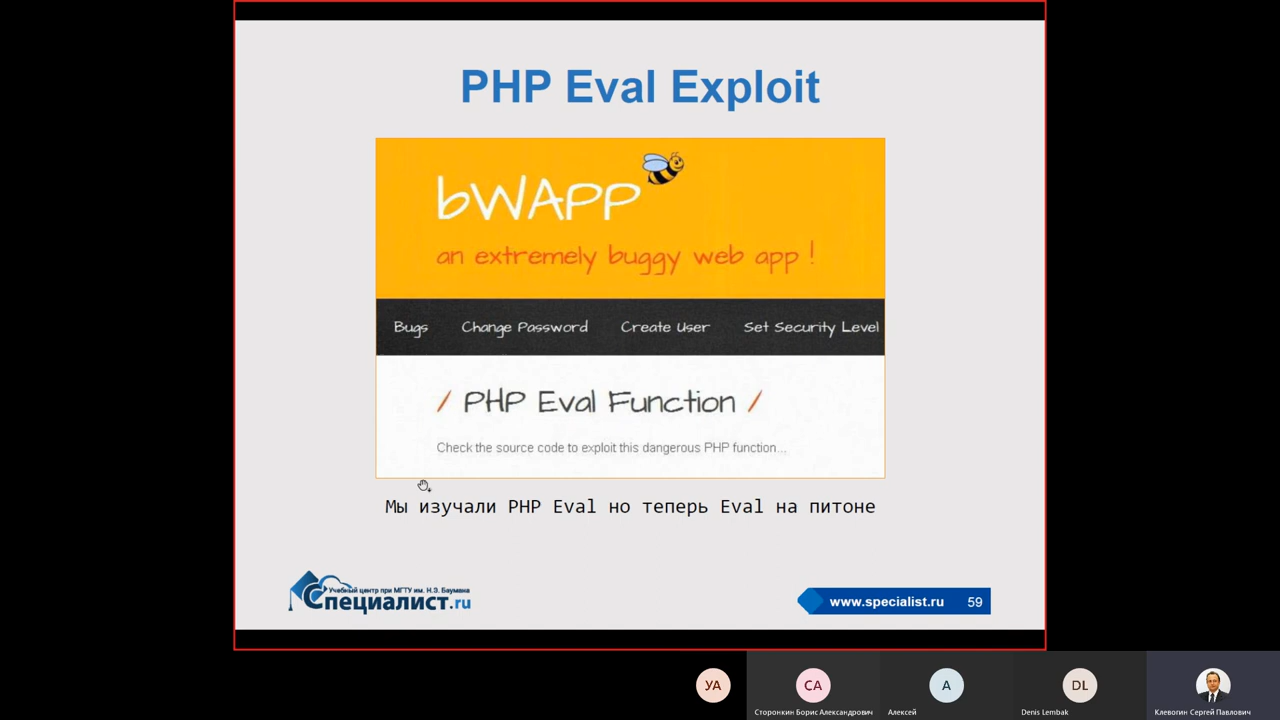 PHP Eval Exploit
bWAPP
an extremely buggy web app !
Bugs Change Password Create User Set Security Level
/ PHP Eval Function /
Check the source code to exploit this dangerous PHP function...
Мы изучали PHP Eval но теперь Eval на питоне
Учебный центр при МГТУ им. Н.Э. Баумана
Специалист.ru
www.specialist.ru 59
УА СА А DL
Сторонкин Борис Александрович Алексей Denis Lembak Клевогин Сергей Павлович